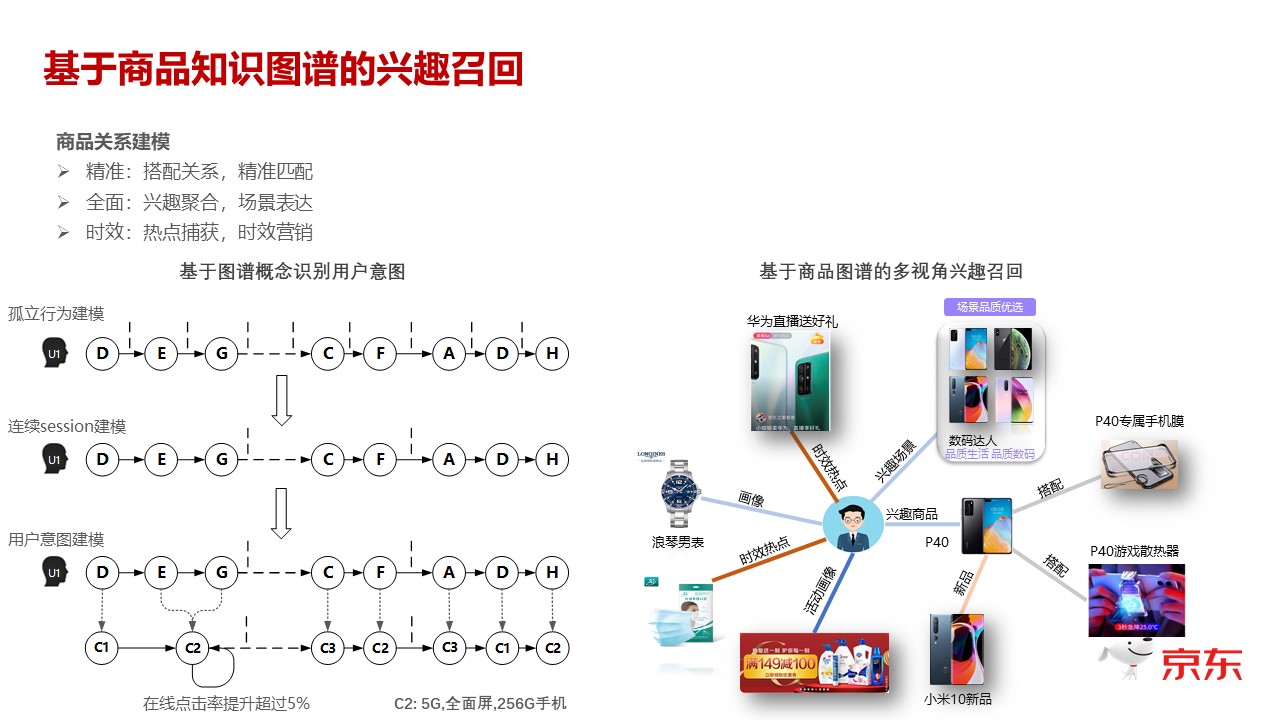 基于商品知识图谱的兴趣召回
商品关系建模
精准：搭配关系，精准匹配
全面：兴趣聚合，场景表达
时效：热点捕获，时效营销
基于图谱概念识别用户意图
孤立行为建模
U1 D E G C F A D H
连续session建模
U1 D E G C F A D H
用户意图建模
U1 D E G C F A D H
C1 C2 C3 C2 C3 C1 C2
在线点击率提升超过5%
C2: 5G,全面屏,256G手机
基于商品图谱的多视角兴趣召回
场景品质优选
华为直播送好礼
数码达人
品质生活 品质数码
P40专属手机膜
时效热点
兴趣场景
搭配
LONGINES
画像
兴趣商品
浪琴男表
P40
时效热点
P40游戏散热器
搭配
活动画像
新品
3秒急降25.0°C
满149减100
小米10新品
京东